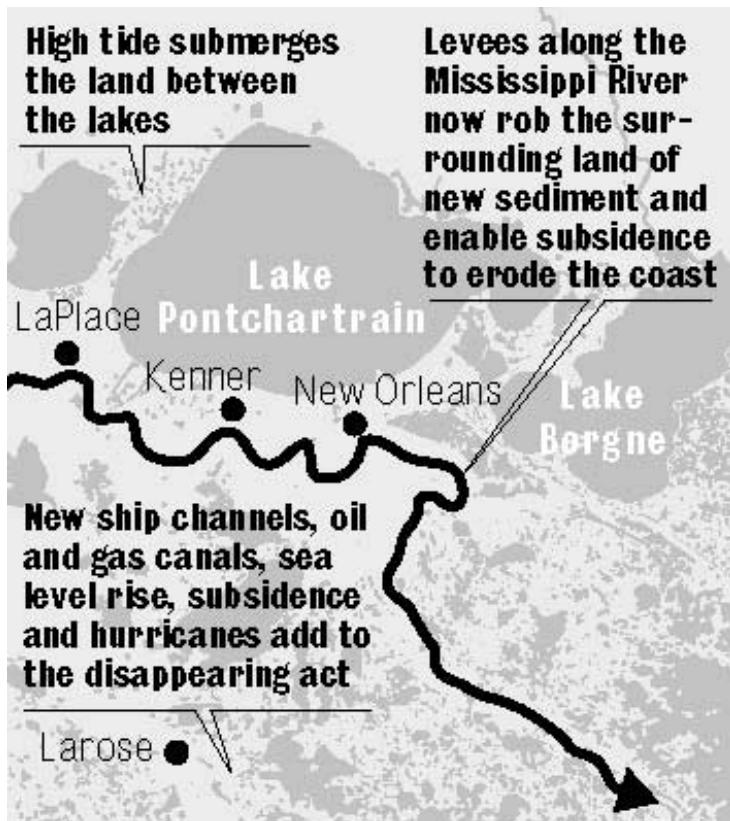 High tide submerges
the land between
the lakes
Levees along the
Mississippi River
now rob the sur-
rounding land of
new sediment and
enable subsidence
to erode the coast
Lake
Pontchartrain
LaPlace
Kenner
New Orleans
Lake
Borgne
New ship channels, oil
and gas canals, sea
level rise, subsidence
and hurricanes add to
the disappearing act
Larose